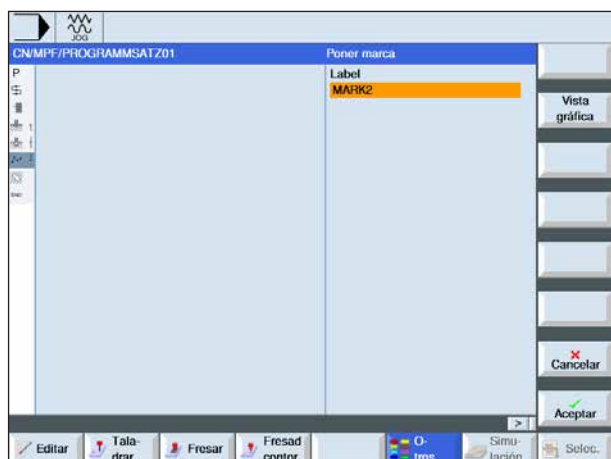 JOG
CN/MPF/PROGRAMMSATZ01
Poner marca
P
Label
MARK2
END
Vista
gráfica
Cancelar
Aceptar
>
Editar
Tala-
drar
Fresar
Fresad
contor
O-
tros
Simu-
lación
Selec.